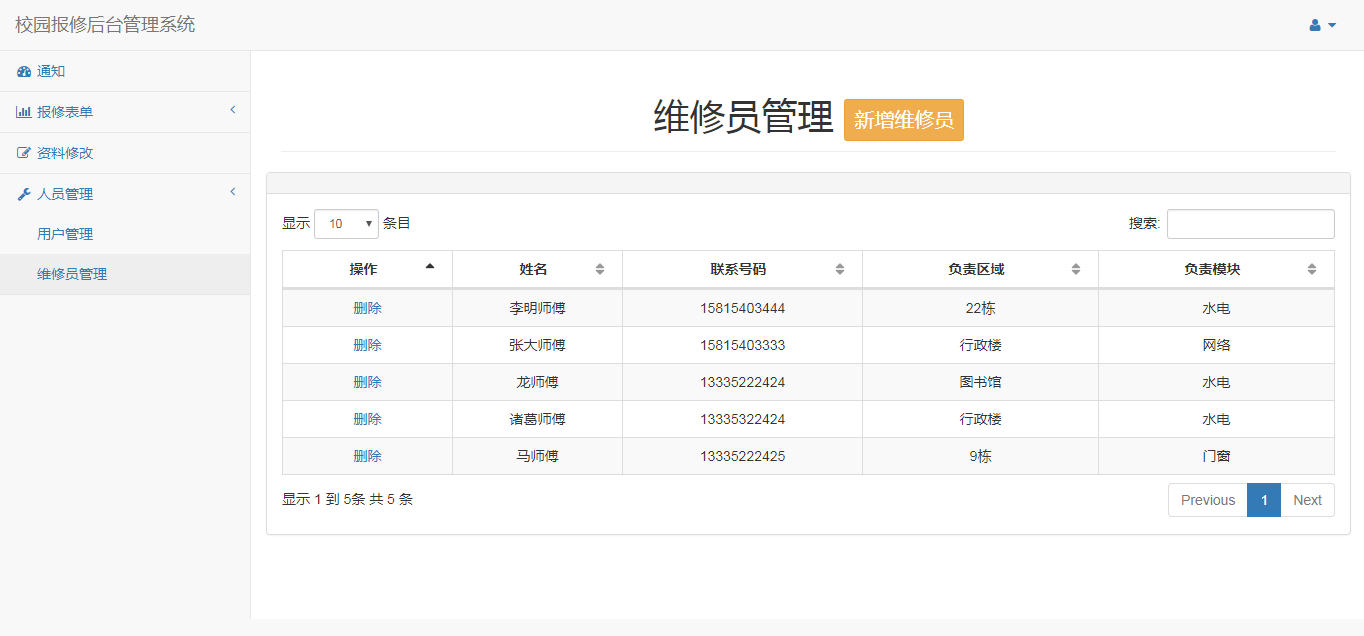 校园报修后台管理系统
通知
报修表单
资料修改
人员管理
用户管理
维修员管理
维修员管理 新增维修员
显示 10 条目 搜索:
操作 姓名 联系号码 负责区域 负责模块
删除 李明师傅 15815403444 22栋 水电
删除 张大师傅 15815403333 行政楼 网络
删除 龙师傅 13335222424 图书馆 水电
删除 诸葛师傅 13335322424 行政楼 水电
删除 马师傅 13335222425 9栋 门窗
显示 1 到 5条 共 5 条 Previous 1 Next